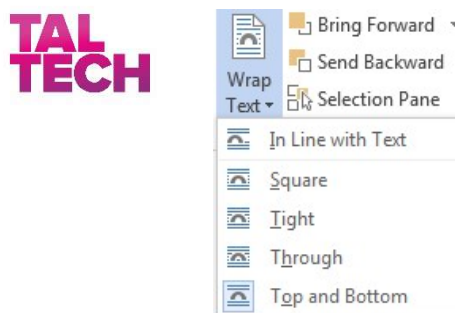 TAL
TECH
Bring Forward
Send Backward
Selection Pane
Wrap
Text
In Line with Text
Square
Tight
Through
Top and Bottom